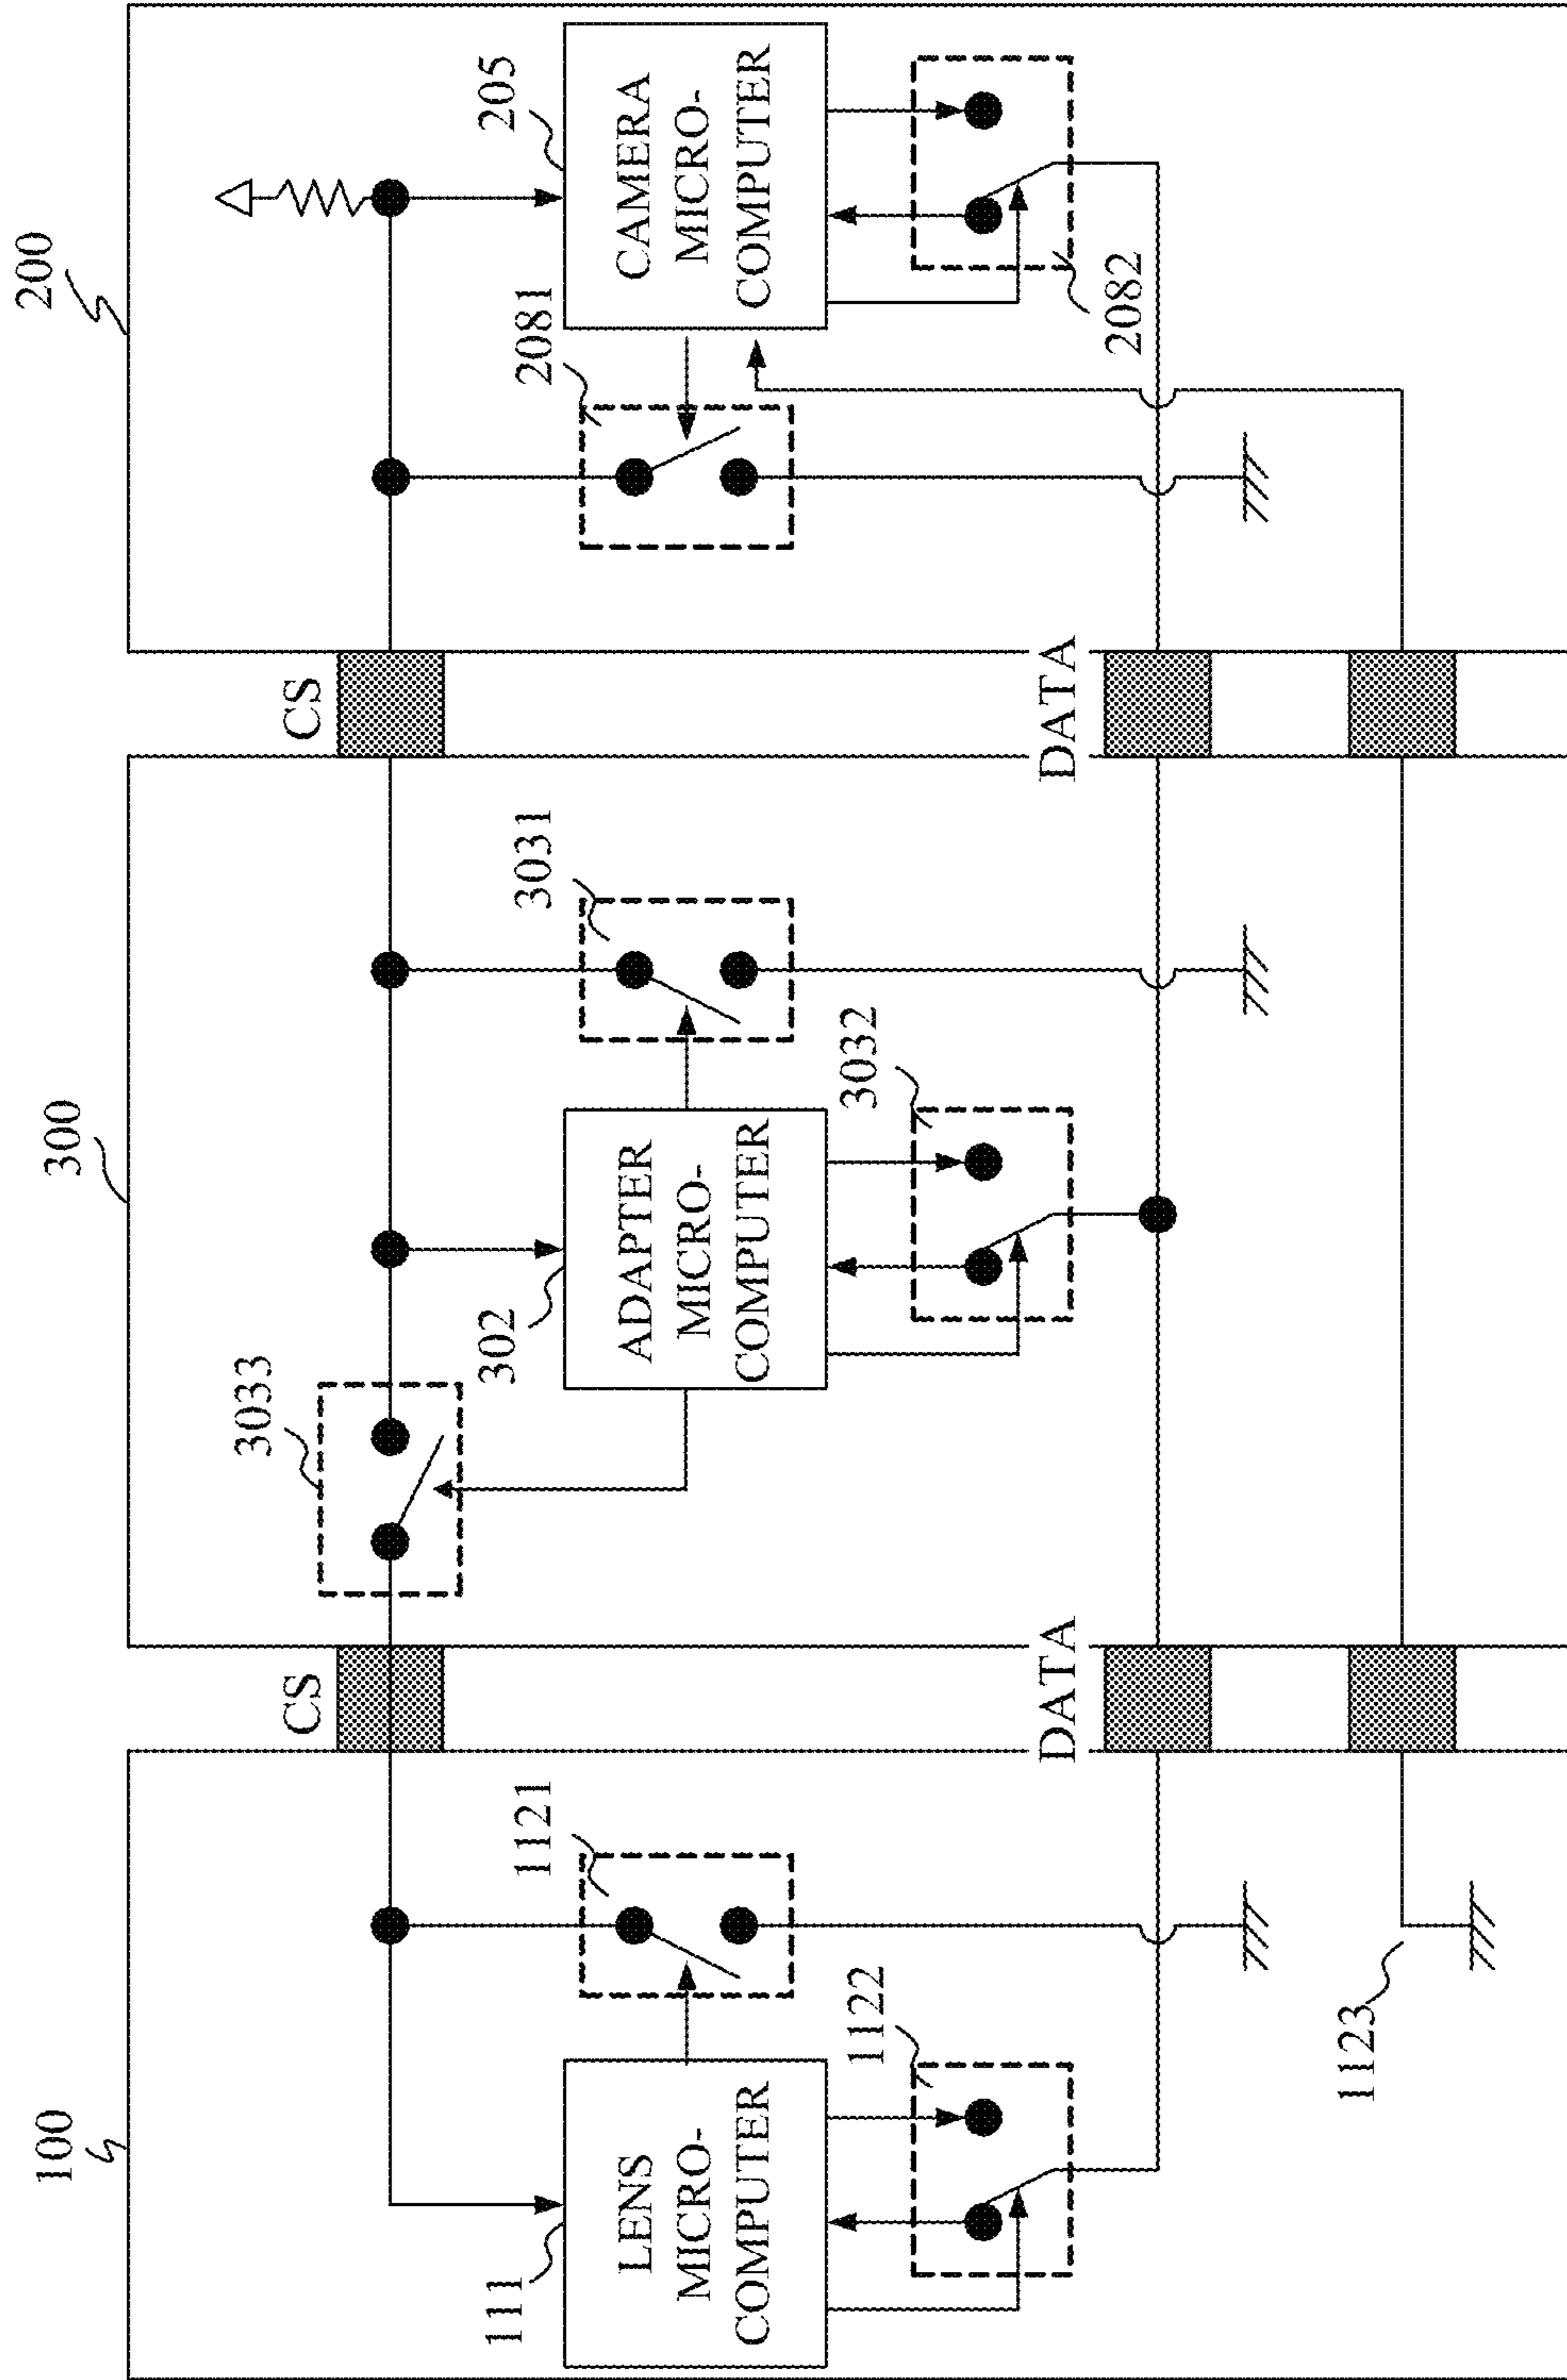 100
300
200
3033
CS
CS
111
LENS
MICRO-
COMPUTER
1121
302
ADAPTER
MICRO-
COMPUTER
3031
2081
205
CAMERA
MICRO-
COMPUTER
1122
3032
2082
DATA
DATA
1123